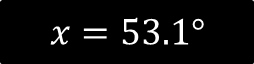 x = 53.1°